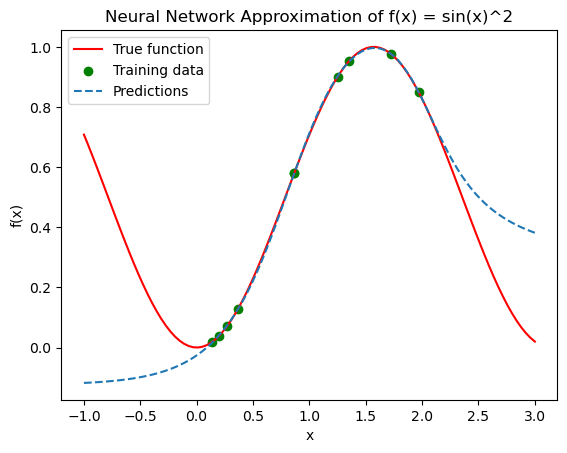 Neural Network Approximation of f(x) = sin(x)^2
True function
Training data
Predictions
f(x)
1.0
0.8
0.6
0.4
0.2
0.0
−1.0 −0.5 0.0 0.5 1.0 1.5 2.0 2.5 3.0
x